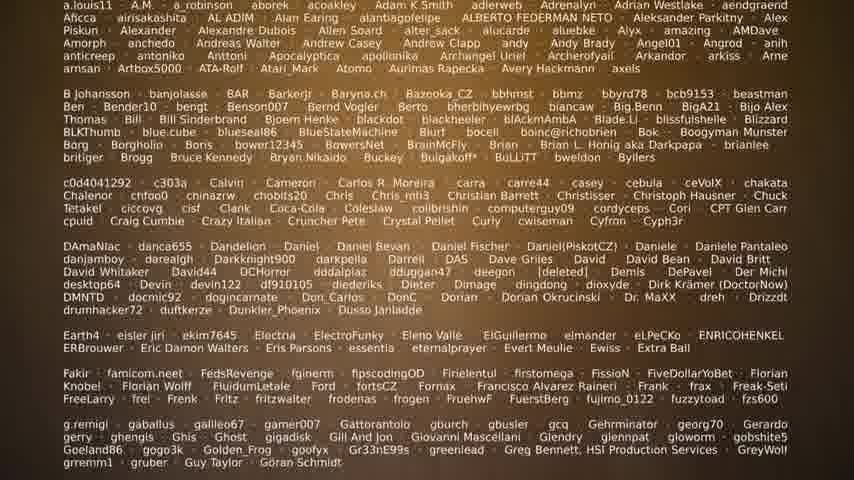 a.louis11 · A.M. · a_robinson · aborek · acoakley · Adam K Smith · adlerweb · Adrenalyn · Adrian Westlake · aendgraend
Aficcia · airisakashita · AL ADIM · Alan Earing · alantiagofelipe · ALBERTO FEDERMAN NETO · Aleksander Parkitny · Alex
Piskun · Alexander · Alexandre Dubois · Allen Soard · alter_sack · alucarde · aluebke · Alyx · amazing · AMDave
Amorph · anchedo · Andreas Walter · Andrew Casey · Andrew Clapp · andy · Andy Brady · Angel01 · Angrod · anih
anticreep · antoniko · Anttoni · Apocalyptica · apollonika · Archangel Uriel · Archerofail · Arkandor · arkiss · Arne
arnsan · Artbox5000 · ATA-Rolf · Atari_Mark · Atomo · Aurimas Rapecka · Avery Hackmann · axels
B Johansson · banjolasse · BAR · BarkerJr · Baryna.ch · Bazooka_CZ · bbhmst · bbmz · bbyrd78 · bcb9153 · beastman
Ben · Bender10 · bengt · Benson007 · Bernd Vogler · Berto · bherbihyewrbg · biancaw · Big.Benn · BigA21 · Bijo Alex
Thomas · Bill · Bill Sinderbrand · Bjoern Henke · blackdot · blackheeler · blAckmAmbA · Blade.Li · blissfulshelle · Blizzard
BLKThumb · blue.cube · blueseal86 · BlueStateMachine · Blurf · bocell · boinc@richobrien · Bok · Boogyman Munster
Borg · Borgholio · Boris · bower12345 · BowersNet · BrainMcFly · Brian · Brian L. Honig aka Darkpapa · brianlee
britiger · Brogg · Bruce Kennedy · Bryan Nikaido · Buckey · Bulgakoff* · BuLLiTT · bweldon · Byllers
c0d4041292 · c303a · Calvin · Cameron · Carlos R. Moreira · carra · carre44 · casey · cebula · ceVolX · chakata
Chalenor · chfoo0 · chinazrw · chobits20 · Chris · Chris_mti3 · Christian Barrett · Christisser · Christoph Hausner · Chuck
Tetakel · ciccovg · cisf · Clank · Coca-Cola · Coleslaw · colibrishin · computerguy09 · cordyceps · Cori · CPT Glen Carr
cpuid · Craig Cumbie · Crazy Italian · Cruncher Pete · Crystal Pellet · Curly · cwiseman · Cyfron · Cyph3r
DAmaNIac · danca655 · Dandelion · Daniel · Daniel Bevan · Daniel Fischer · Daniel(PiskotCZ) · Daniele · Daniele Pantaleo
danjamboy · darealgh · Darkknight900 · darkpella · Darrell · DAS · Dave Griles · David · David Bean · David Britt
David Whitaker · David44 · DCHorror · dddalplaz · dduggan47 · deegon · [deleted] · Demis · DePavel · Der Michl
desktop64 · Devin · devin122 · df910105 · diederiks · Dieter · Dimage · dingdong · dioxyde · Dirk Krämer (DoctorNow)
DMNTD · docmic92 · dogincarnate · Don_Carlos · DonC · Dorian · Dorian Okrucinski · Dr. MaXX · dreh · Drizzdt
drumhacker72 · duftkerze · Dunkler_Phoenix · Dusso Janladde
Earth4 · eisler jiri · ekim7645 · Electria · ElectroFunky · Eleno Valle · ElGuillermo · elmander · eLPeCKo · ENRICOHENKEL
ERBrouwer · Eric Damon Walters · Eris Parsons · essentia · eternalprayer · Evert Meulie · Ewiss · Extra Ball
Fakir · famicom.neet · FedsRevenge · fginerm · fipscodingOD · Firielentul · firstomega · FissioN · FiveDollarYoBet · Florian
Knobel · Florian Wolff · FluidumLetale · Ford · fortsCZ · Fornax · Francisco Alvarez Raineri · Frank · frax · Freak-Seti
FreeLarry · frei · Frenk · Fritz · fritzwalter · frodenas · frogen · FruehwF · FuerstBerg · fujimo_0122 · fuzzytoad · fzs600
g.remigi · gaballus · galileo67 · gamer007 · Gattorantolo · gburch · gbusler · gcq · Gehrminator · georg70 · Gerardo
gerry · ghengis · Ghis · Ghost · gigadisk · Gill And Jon · Giovanni Mascellani · Glendry · glennpat · gloworm · gobshite5
Goeland86 · gogo3k · Golden_Frog · goofyx · Gr33nE99s · greenlead · Greg Bennett, HSI Production Services · GreyWolf
grremm1 · gruber · Guy Taylor · Göran Schmidt